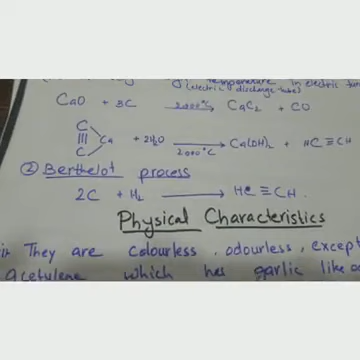 temperature in electric
(electric discharge tube)
CaO + 3C 2000°C CaC2 + CO
C
||| Ca + 2H2O 2000°C Ca(OH)2 + HC ≡ CH
C
② Berthelot process
2C + H2 HC ≡ CH.
Physical Characteristics
They are colourless, odourless, except
Acetylene which has garlic like